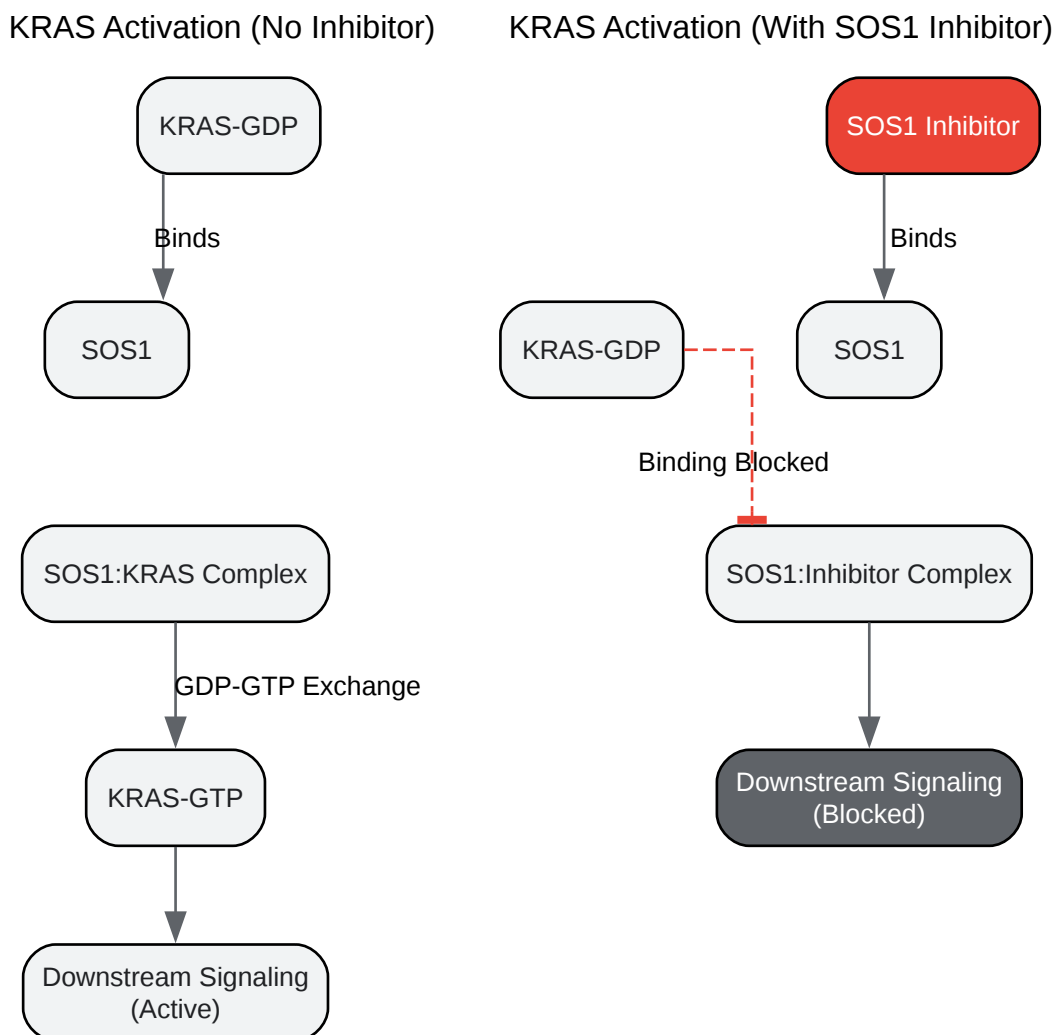 KRAS Activation (No Inhibitor)
KRAS-GDP
Binds
SOS1
SOS1:KRAS Complex
GDP-GTP Exchange
KRAS-GTP
Downstream Signaling
(Active)
KRAS Activation (With SOS1 Inhibitor)
SOS1 Inhibitor
Binds
KRAS-GDP
SOS1
Binding Blocked
SOS1:Inhibitor Complex
Downstream Signaling
(Blocked)